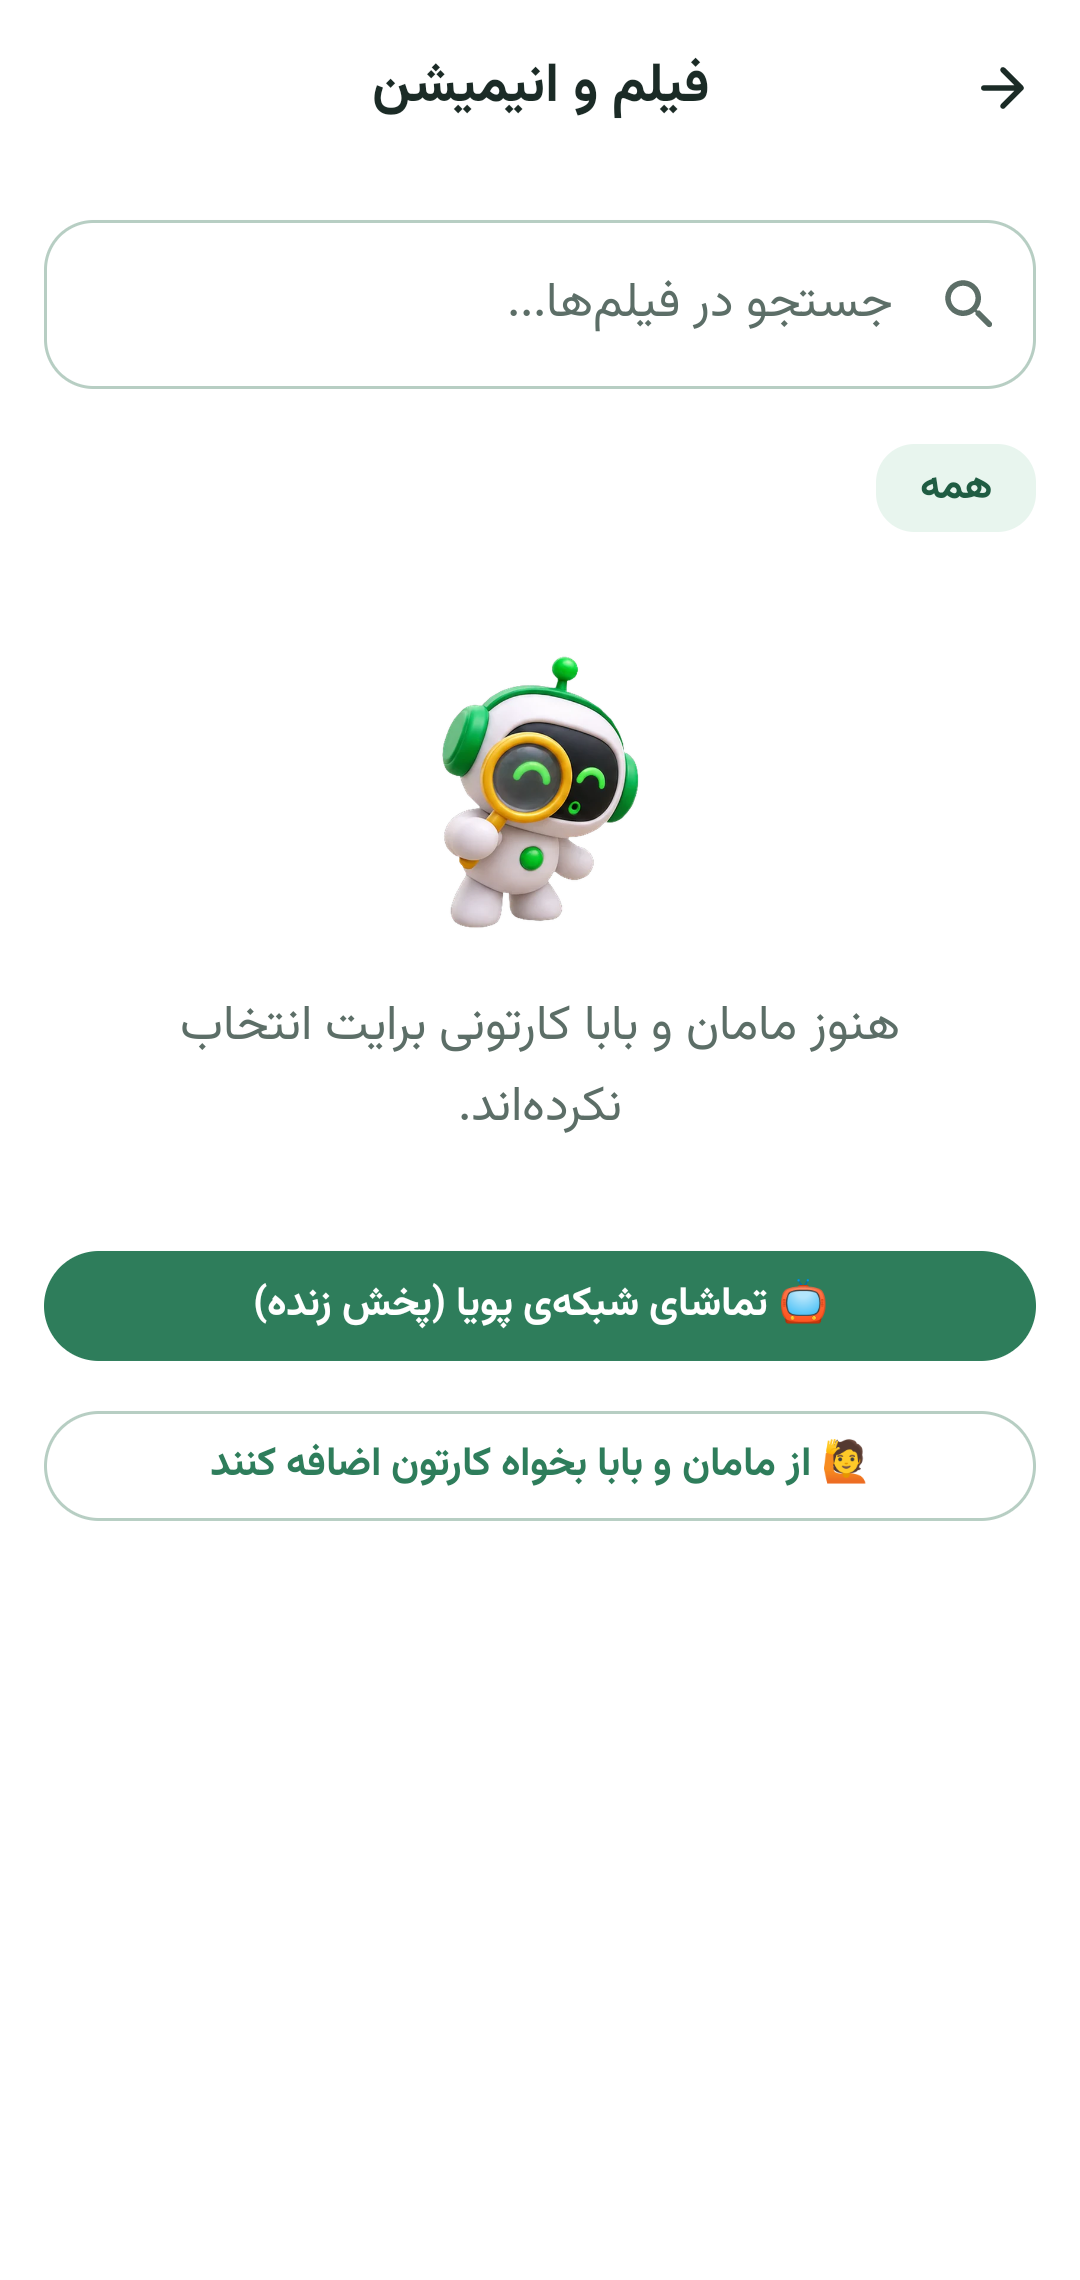 فیلم و انیمیشن
جستجو در فیلم‌ها...
همه
هنوز مامان و بابا کارتونی برایت انتخاب
نکرده‌اند.
📺 تماشای شبکه‌ی پویا (پخش زنده)
🙋 از مامان و بابا بخواه کارتون اضافه کنند